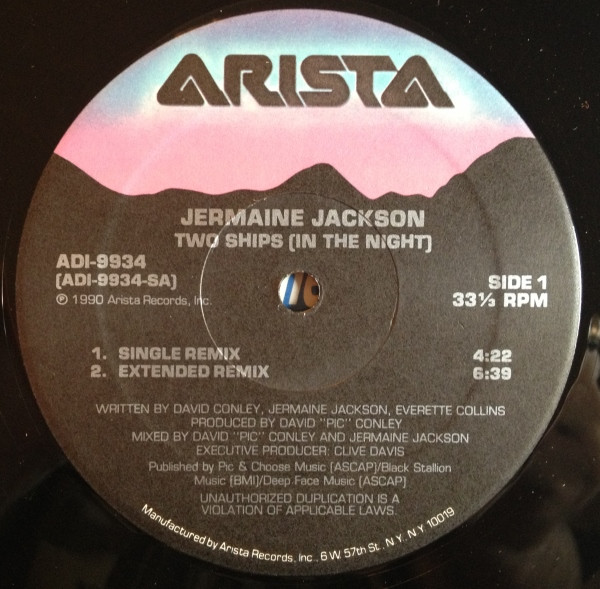 ARISTA
JERMAINE JACKSON
TWO SHIPS (IN THE NIGHT)
ADI-9934
(ADI-9934-SA)
℗ 1990 Arista Records, Inc.
SIDE 1
33⅓ RPM
1. SINGLE REMIX 4:22
2. EXTENDED REMIX 6:39
WRITTEN BY DAVID CONLEY, JERMAINE JACKSON, EVERETTE COLLINS
PRODUCED BY DAVID "PIC" CONLEY
MIXED BY DAVID "PIC" CONLEY AND JERMAINE JACKSON
EXECUTIVE PRODUCER: CLIVE DAVIS
Published by Pic & Choose Music (ASCAP)/Black Stallion
Music (BMI)/Deep Face Music (ASCAP)
UNAUTHORIZED DUPLICATION IS A
VIOLATION OF APPLICABLE LAWS.
Manufactured by Arista Records, Inc., 6 W. 57th St., N.Y., N.Y. 10019